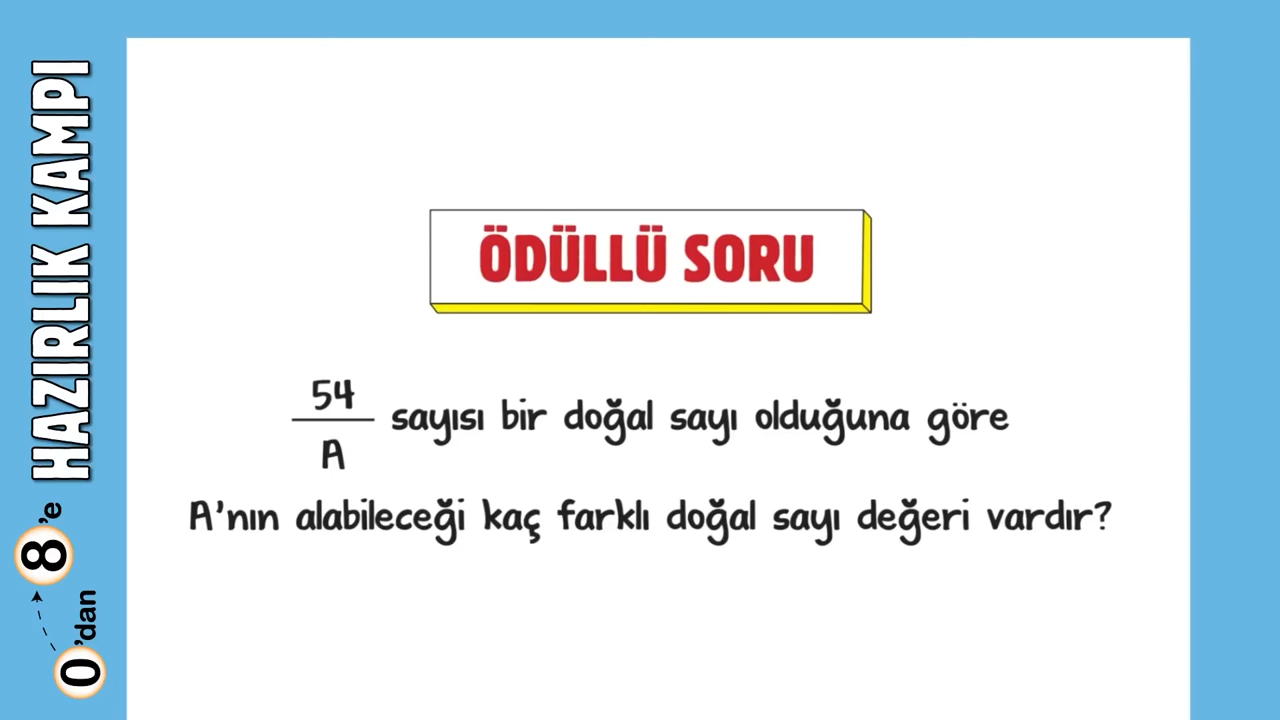 0'dan 8'e HAZIRLIK KAMPI
ÖDÜLLÜ SORU
54
A
sayısı bir doğal sayı olduğuna göre
A'nın alabileceği kaç farklı doğal sayı değeri vardır?